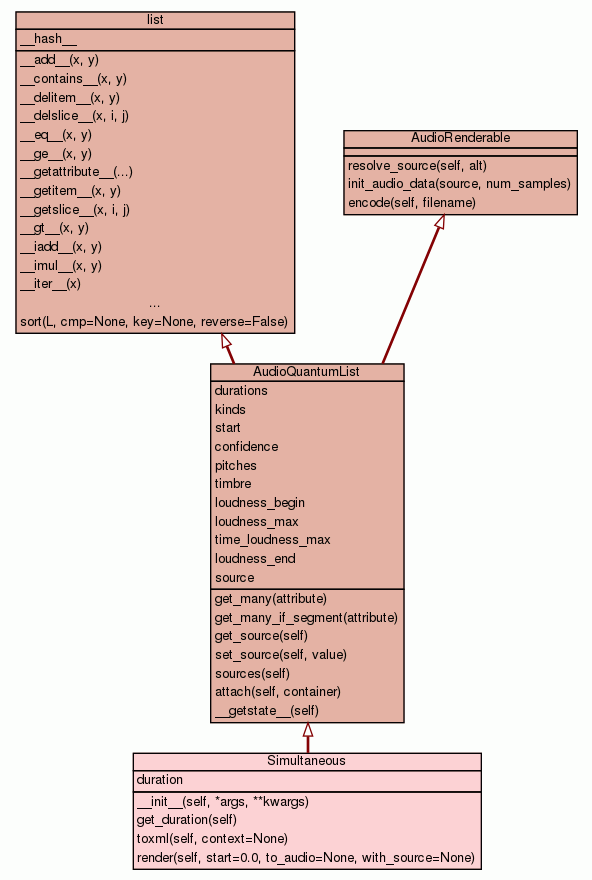 list
__hash__
__add__(x, y)
__contains__(x, y)
__delitem__(x, y)
__delslice__(x, i, j)
__eq__(x, y)
__ge__(x, y)
__getattribute__(...)
__getitem__(x, y)
__getslice__(x, i, j)
__gt__(x, y)
__iadd__(x, y)
__imul__(x, y)
__iter__(x)
...
sort(L, cmp=None, key=None, reverse=False)
AudioRenderable
resolve_source(self, alt)
init_audio_data(source, num_samples)
encode(self, filename)
AudioQuantumList
durations
kinds
start
confidence
pitches
timbre
loudness_begin
loudness_max
time_loudness_max
loudness_end
source
get_many(attribute)
get_many_if_segment(attribute)
get_source(self)
set_source(self, value)
sources(self)
attach(self, container)
__getstate__(self)
Simultaneous
duration
__init__(self, *args, **kwargs)
get_duration(self)
toxml(self, context=None)
render(self, start=0.0, to_audio=None, with_source=None)